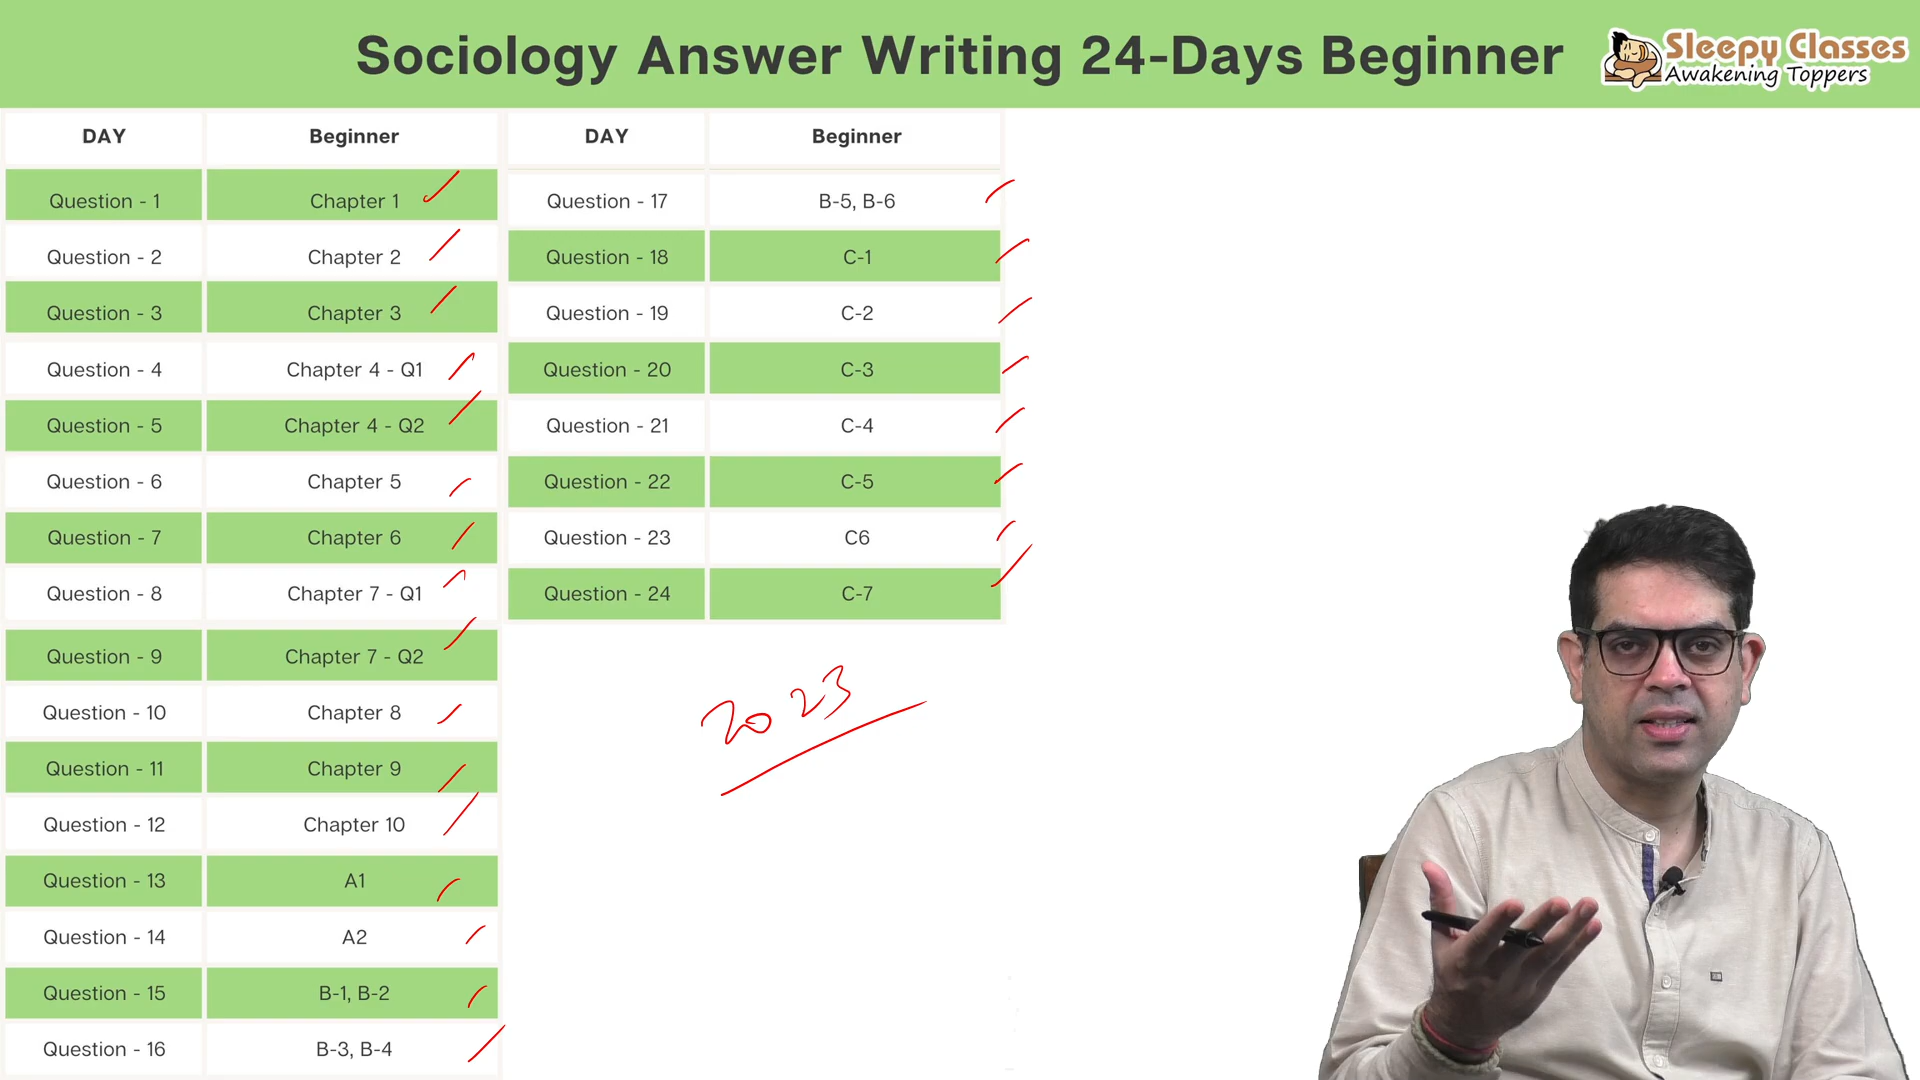 Sociology Answer Writing 24-Days Beginner
Sleepy Classes
Awakening Toppers
DAY Beginner
Question - 1 Chapter 1
Question - 2 Chapter 2
Question - 3 Chapter 3
Question - 4 Chapter 4 - Q1
Question - 5 Chapter 4 - Q2
Question - 6 Chapter 5
Question - 7 Chapter 6
Question - 8 Chapter 7 - Q1
Question - 9 Chapter 7 - Q2
Question - 10 Chapter 8
Question - 11 Chapter 9
Question - 12 Chapter 10
Question - 13 A1
Question - 14 A2
Question - 15 B-1, B-2
Question - 16 B-3, B-4
DAY Beginner
Question - 17 B-5, B-6
Question - 18 C-1
Question - 19 C-2
Question - 20 C-3
Question - 21 C-4
Question - 22 C-5
Question - 23 C6
Question - 24 C-7
2023